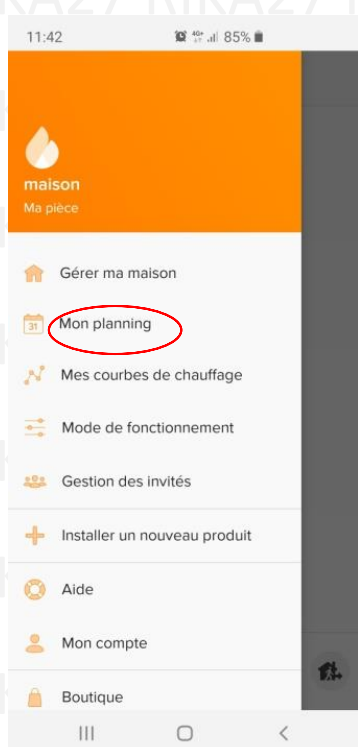 11:42
4G+ 85%
maison
Ma pièce
Gérer ma maison
31
Mon planning
Mes courbes de chauffage
Mode de fonctionnement
Gestion des invités
Installer un nouveau produit
Aide
Mon compte
Boutique